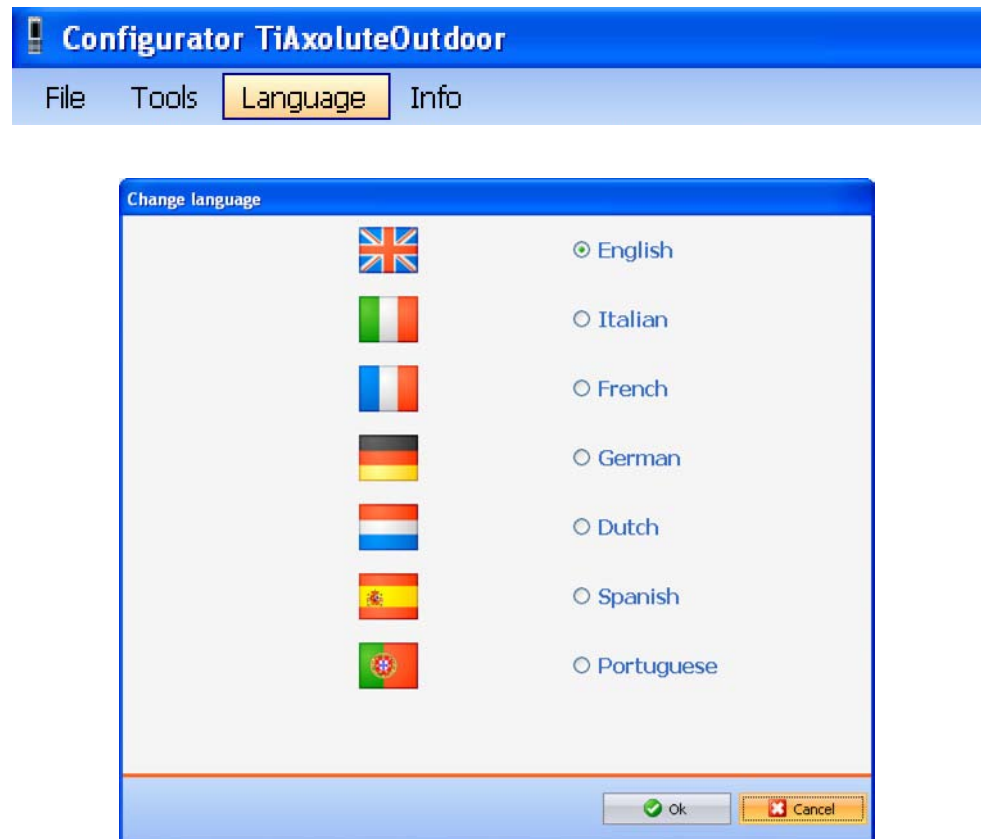 Configurator TiAxoluteOutdoor
File Tools Language Info
Change language
English
Italian
French
German
Dutch
Spanish
Portuguese
Ok Cancel